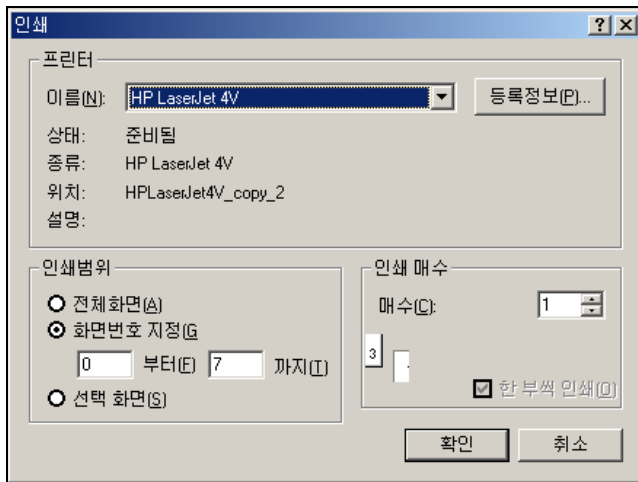 인쇄
프린터
이름(N): HP LaserJet 4V 등록정보(P)...
상태: 준비됨
종류: HP LaserJet 4V
위치: HPLaserJet4V_copy_2
설명:
인쇄범위
전체화면(A)
화면번호 지정(G
0 부터(F) 7 까지(T)
선택 화면(S)
인쇄 매수
매수(C): 1
3
한 부씩 인쇄(O)
확인 취소